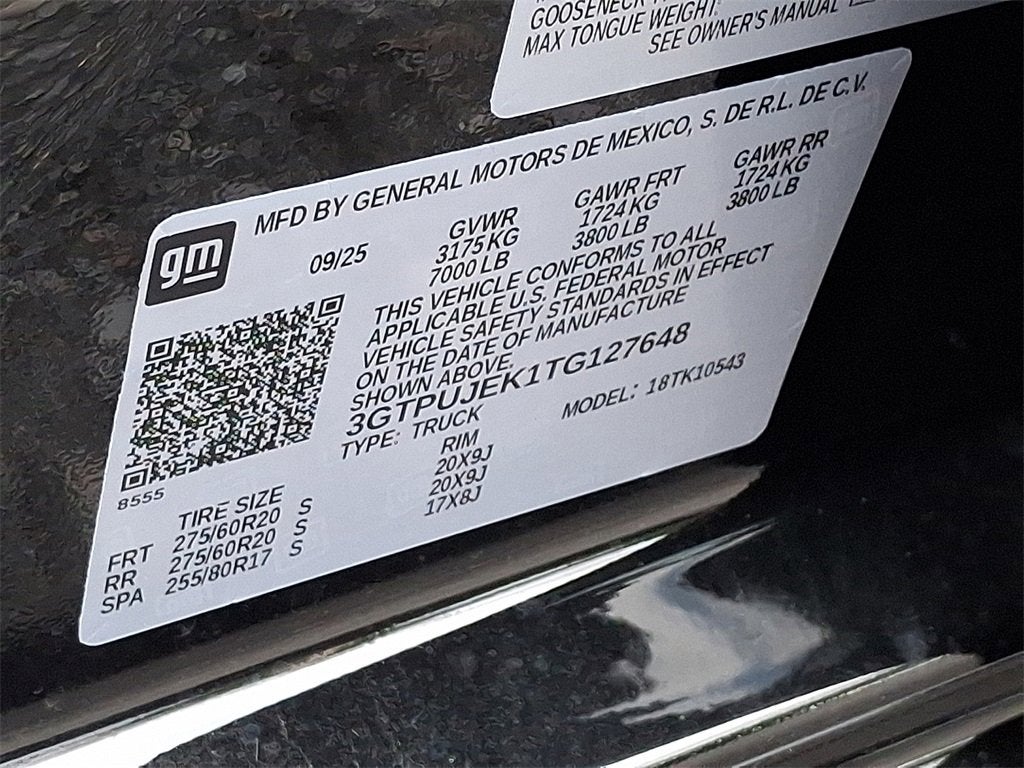 GOOSENECK
MAX TONGUE WEIGHT
SEE OWNER'S MANUAL
MFD BY GENERAL MOTORS DE MEXICO, S. DE R.L. DE C.V.
gm
09/25
GVWR GAWR FRT GAWR RR
3175 KG 1724 KG 1724 KG
7000 LB 3800 LB 3800 LB
THIS VEHICLE CONFORMS TO ALL
APPLICABLE U.S. FEDERAL MOTOR
VEHICLE SAFETY STANDARDS IN EFFECT
ON THE DATE OF MANUFACTURE
SHOWN ABOVE.
3GTPUJEK1TG127648
TYPE: TRUCK MODEL: 18TK10543
8555
TIRE SIZE RIM
FRT 275/60R20 S 20X9J
RR 275/60R20 S 20X9J
SPA 255/80R17 S 17X8J